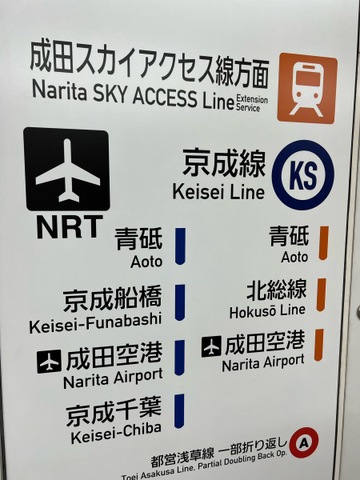 成田スカイアクセス線方面
Narita SKY ACCESS Line Extension Service
NRT
京成線
Keisei Line
KS
青砥
Aoto
京成船橋
Keisei-Funabashi
成田空港
Narita Airport
京成千葉
Keisei-Chiba
青砥
Aoto
北総線
Hokusō Line
成田空港
Narita Airport
都営浅草線 一部折り返し
Toei Asakusa Line. Partial Doubling Back Op.
A